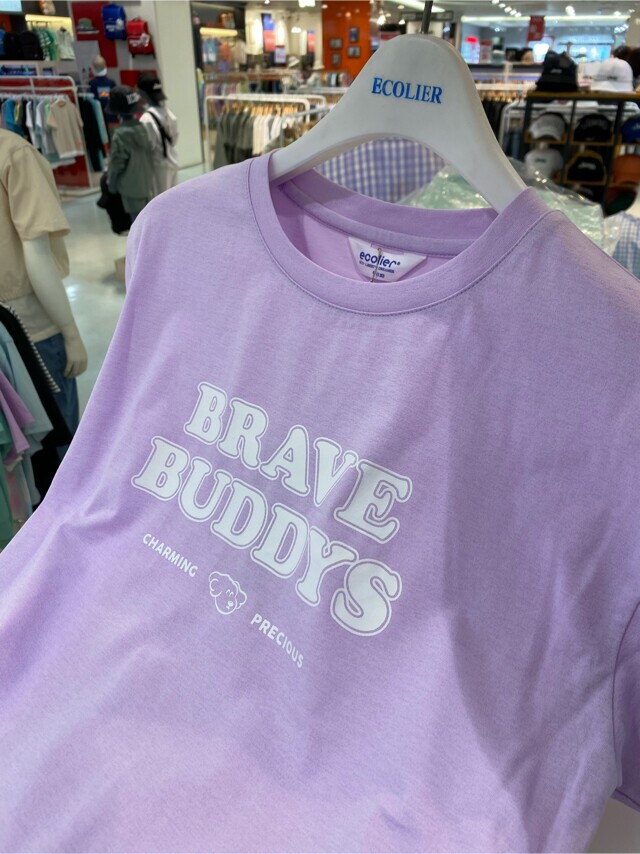 ECOLIER
ecolier
BRAVE
BUDDYS
CHARMING
PRECIOUS